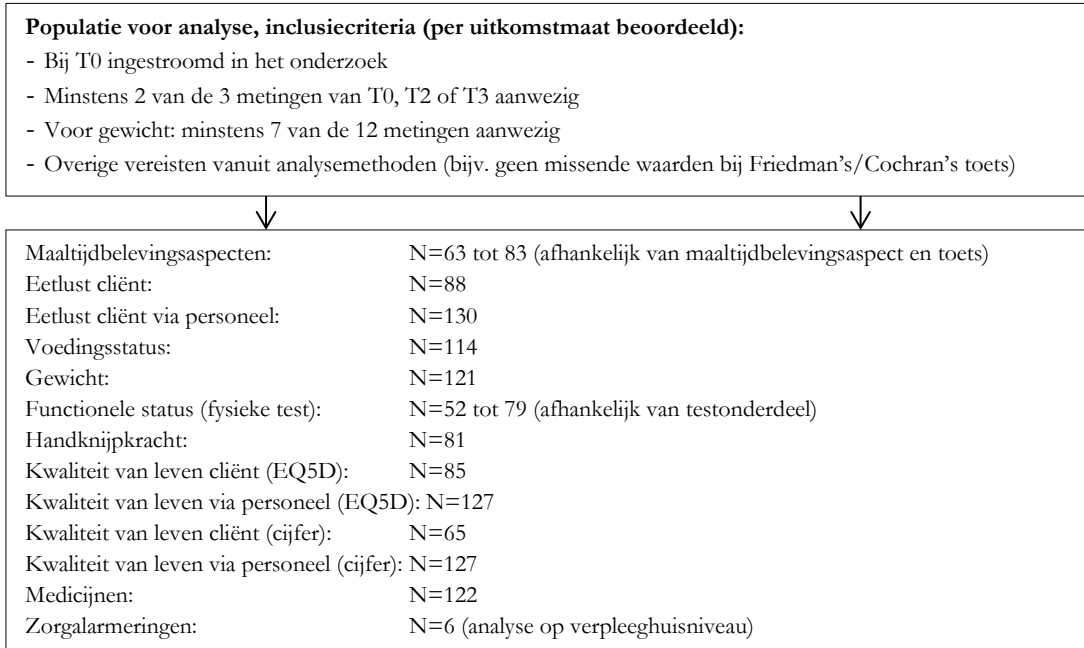 Populatie voor analyse, inclusiecriteria (per uitkomstmaat beoordeeld):
- Bij T0 ingestroomd in het onderzoek
- Minstens 2 van de 3 metingen van T0, T2 of T3 aanwezig
- Voor gewicht: minstens 7 van de 12 metingen aanwezig
- Overige vereisten vanuit analysemethoden (bijv. geen missende waarden bij Friedman's/Cochran's toets)
Maaltijdbelevingsaspecten: N=63 tot 83 (afhankelijk van maaltijdbelevingsaspect en toets)
Eetlust cliënt: N=88
Eetlust cliënt via personeel: N=130
Voedingsstatus: N=114
Gewicht: N=121
Functionele status (fysieke test): N=52 tot 79 (afhankelijk van testonderdeel)
Handknijpkracht: N=81
Kwaliteit van leven cliënt (EQ5D): N=85
Kwaliteit van leven via personeel (EQ5D): N=127
Kwaliteit van leven cliënt (cijfer): N=65
Kwaliteit van leven via personeel (cijfer): N=127
Medicijnen: N=122
Zorgalarmeringen: N=6 (analyse op verpleeghuisniveau)